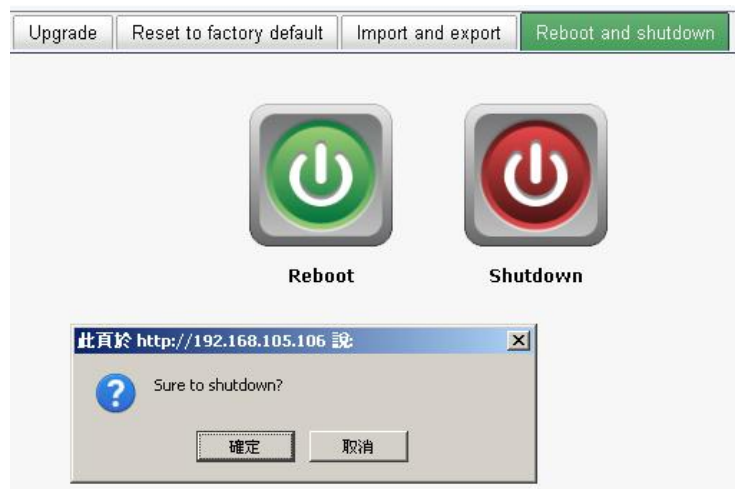 Upgrade Reset to factory default Import and export Reboot and shutdown
Reboot Shutdown
此頁於 http://192.168.105.106 說:
Sure to shutdown?
確定 取消